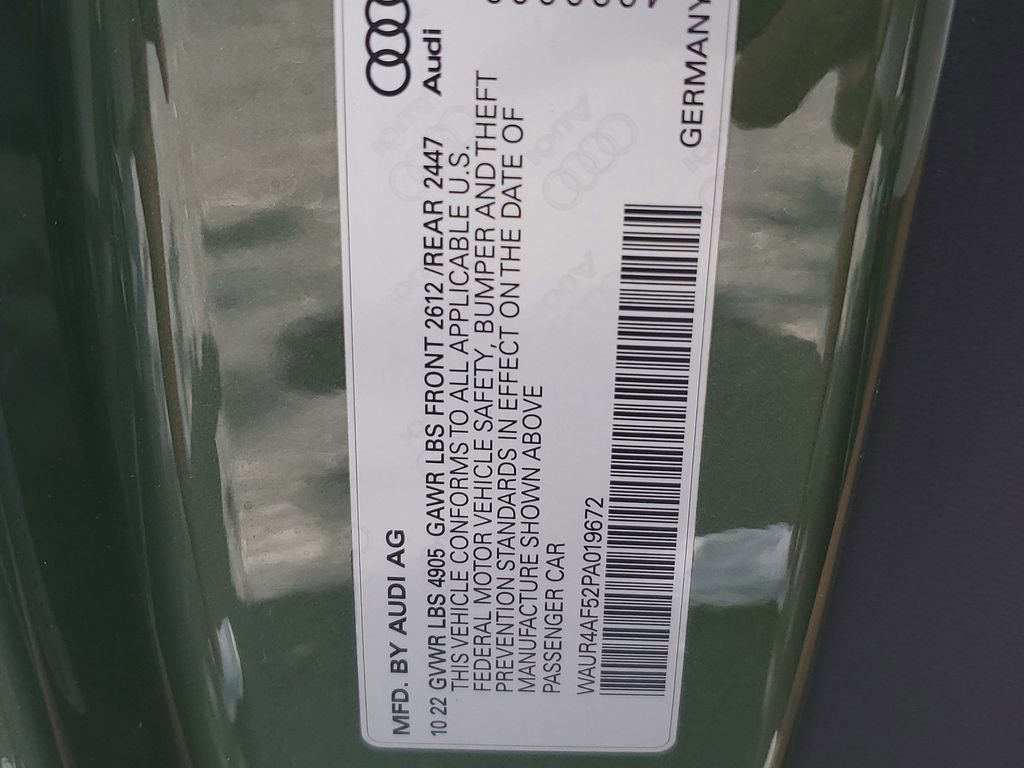 MFD. BY AUDI AG
Audi
10 22 GVWR LBS 4905 GAWR LBS FRONT 2612 /REAR 2447
THIS VEHICLE CONFORMS TO ALL APPLICABLE U.S.
FEDERAL MOTOR VEHICLE SAFETY, BUMPER AND THEFT
PREVENTION STANDARDS IN EFFECT ON THE DATE OF
MANUFACTURE SHOWN ABOVE
PASSENGER CAR
WAUR4AF52PA019672
GERMANY